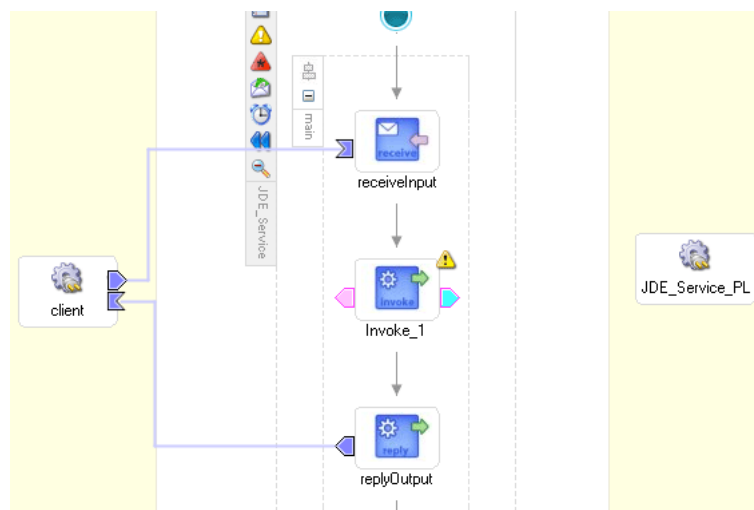 main
receive
receiveInput
JDE_Service
client
JDE_Service_PL
invoke
Invoke_1
reply
replyOutput